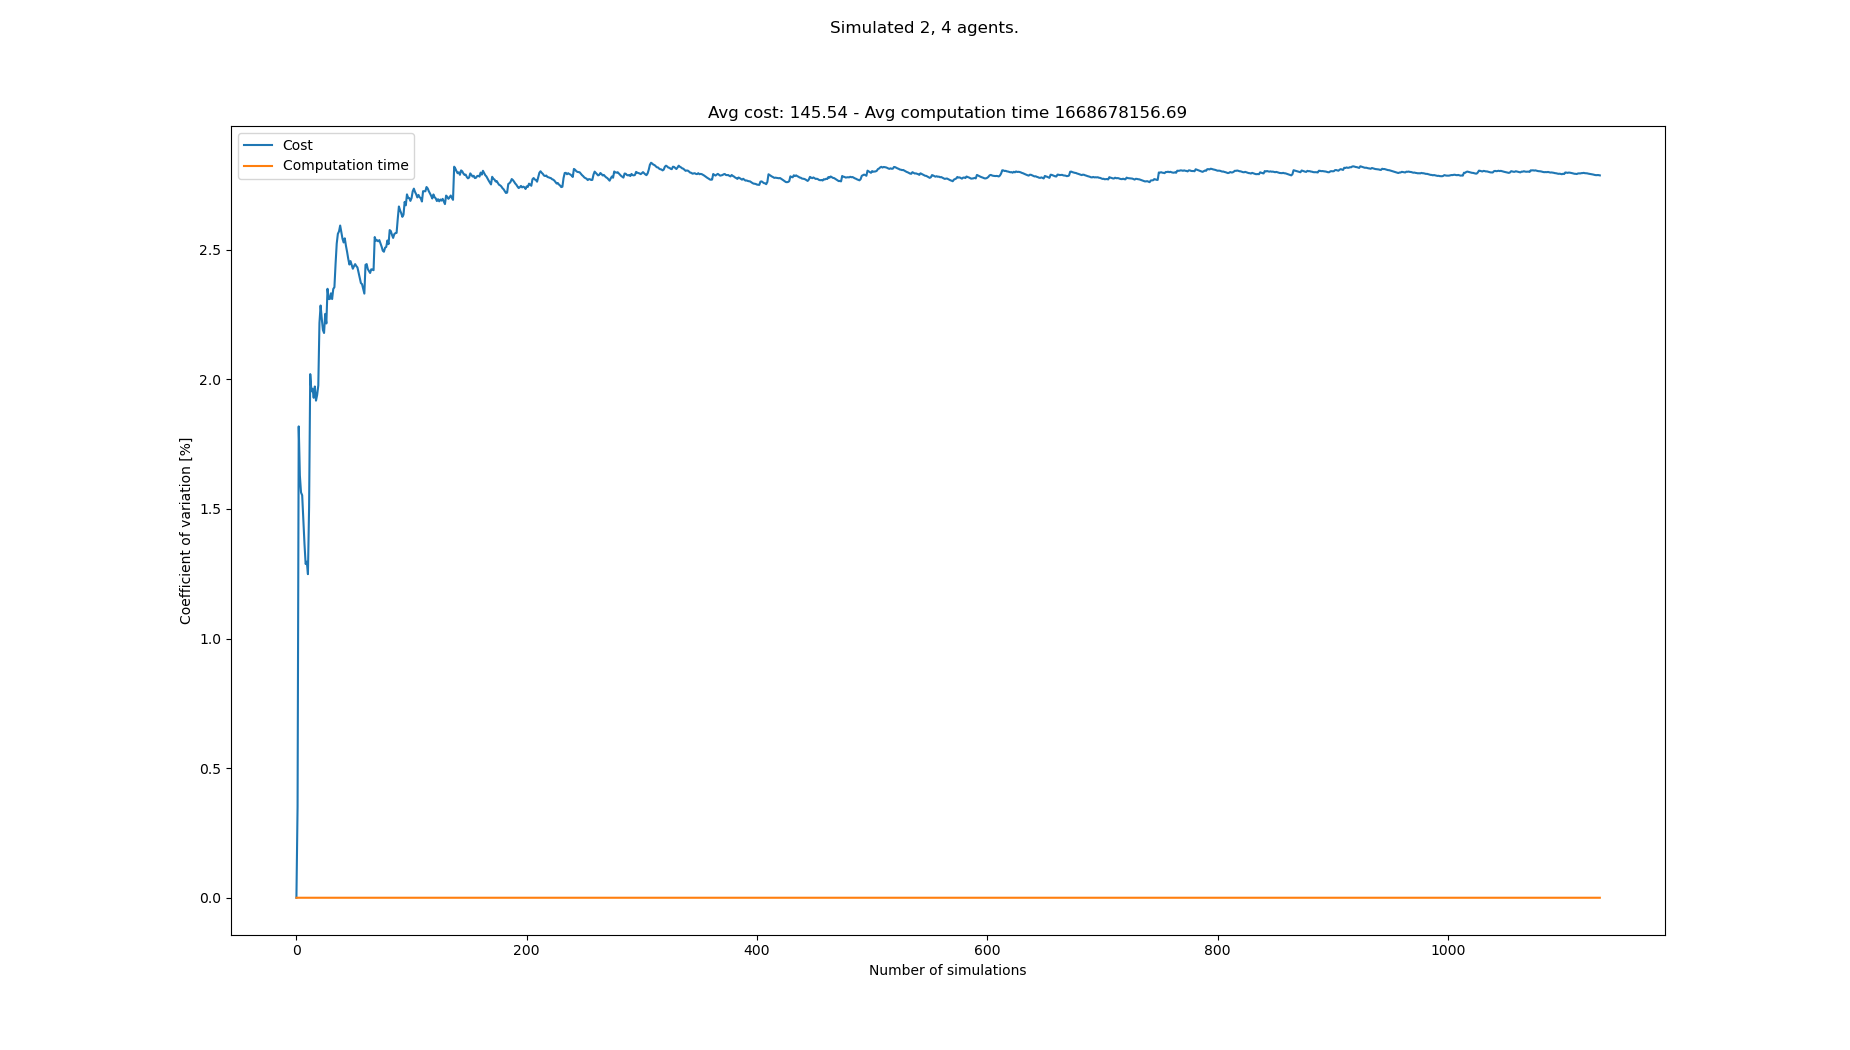 Simulated 2, 4 agents.
Avg cost: 145.54 - Avg computation time 1668678156.69
Cost
Computation time
Coefficient of variation [%]
2.5
2.0
1.5
1.0
0.5
0.0
0 200 400 600 800 1000
Number of simulations